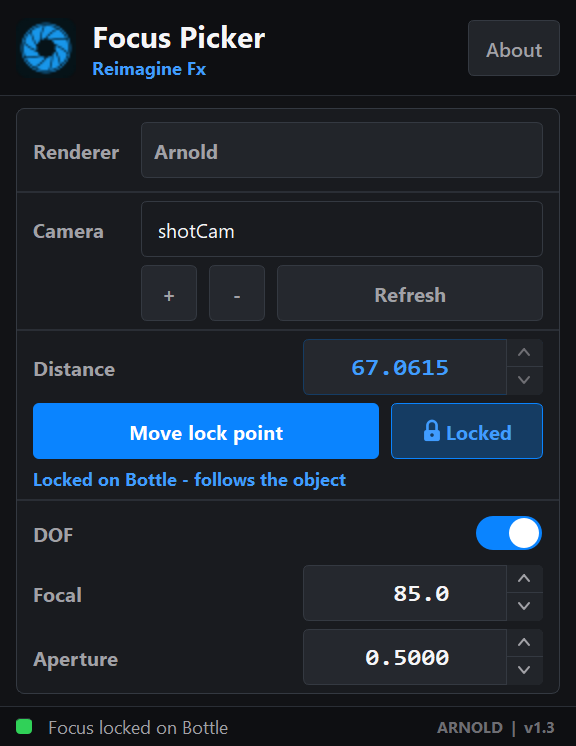 Focus Picker
Reimagine Fx
About
Renderer
Arnold
Camera
shotCam
+
-
Refresh
Distance
67.0615
Move lock point
Locked
Locked on Bottle - follows the object
DOF
Focal
85.0
Aperture
0.5000
Focus locked on Bottle
ARNOLD | v1.3